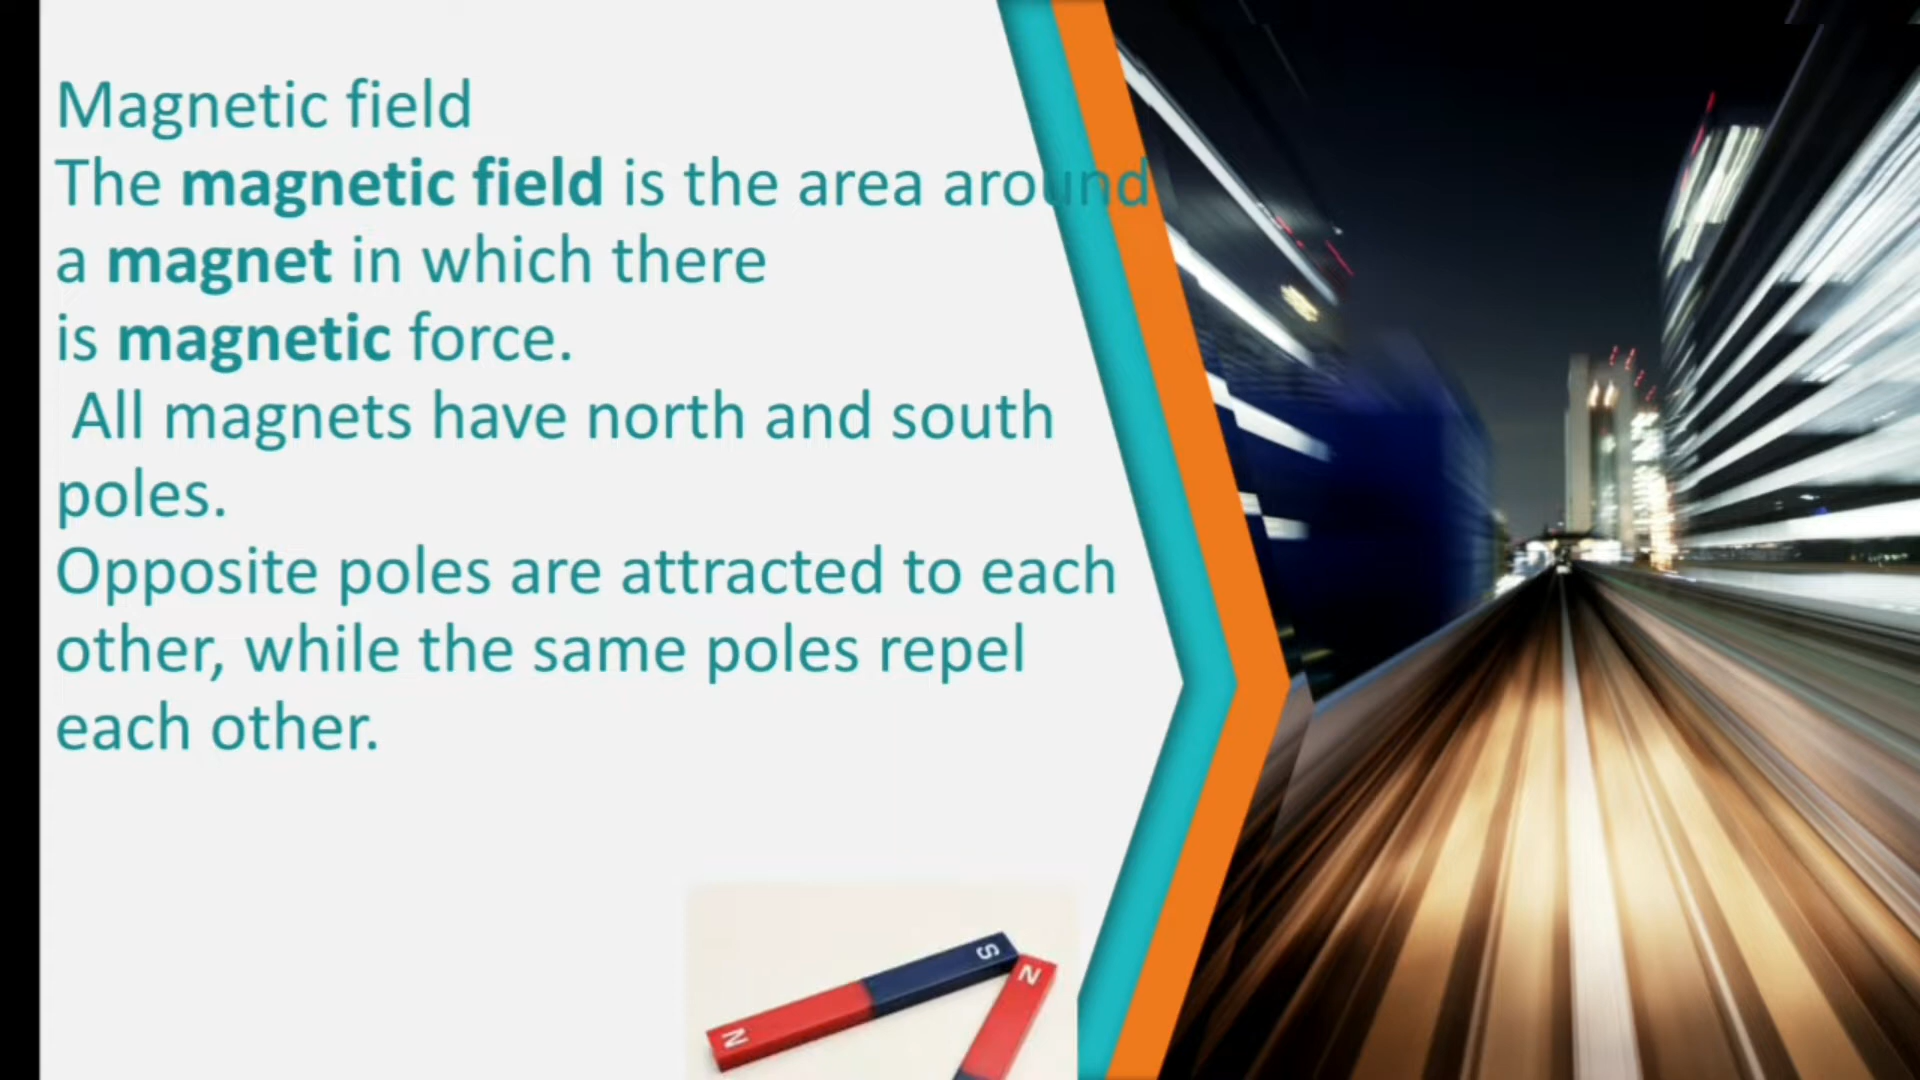 Magnetic field
The magnetic field is the area around
a magnet in which there
is magnetic force.
All magnets have north and south
poles.
Opposite poles are attracted to each
other, while the same poles repel
each other.
S
N
N